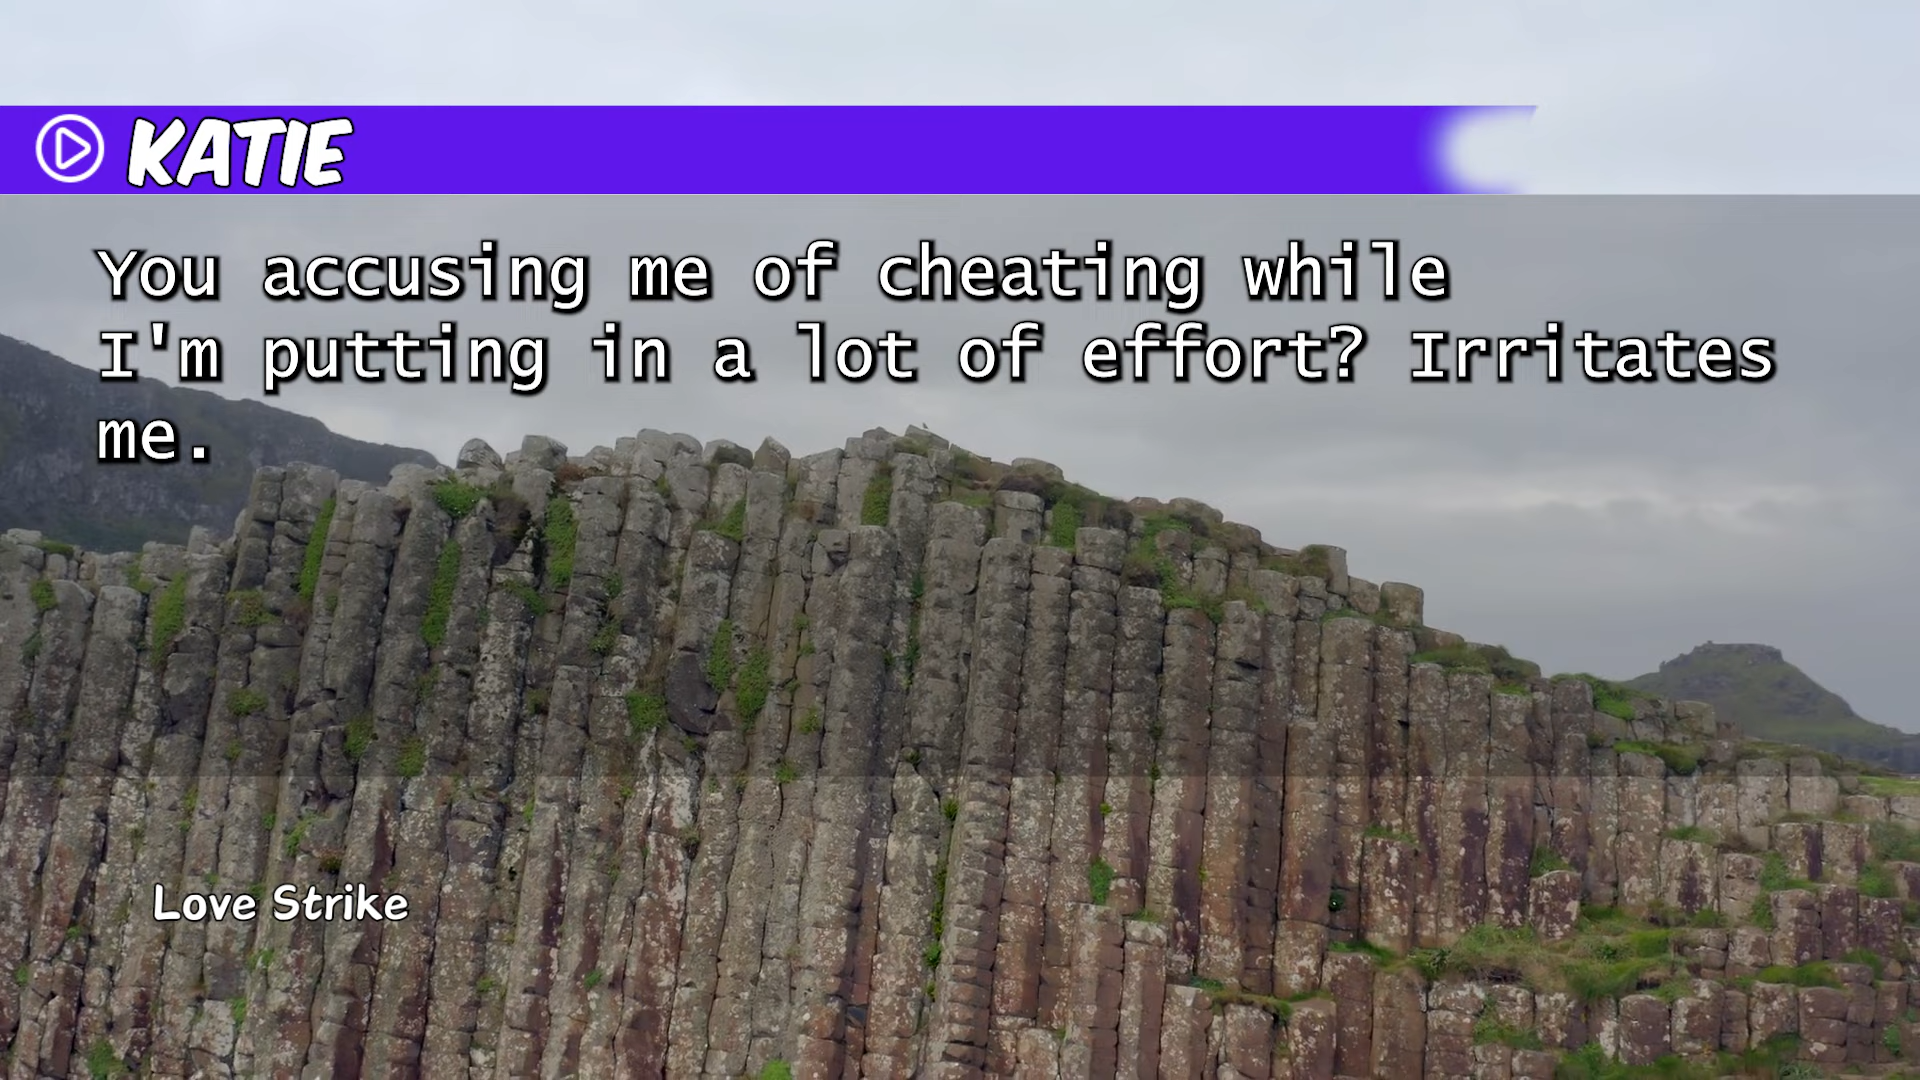 KATIE
You accusing me of cheating while
I'm putting in a lot of effort? Irritates
me.
Love Strike